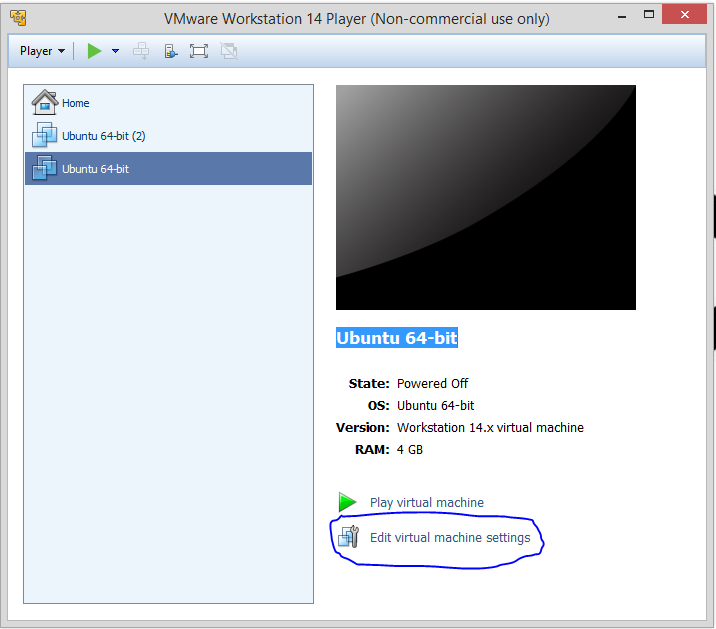 VMware Workstation 14 Player (Non-commercial use only)
Player
Home
Ubuntu 64-bit (2)
Ubuntu 64-bit
Ubuntu 64-bit
State: Powered Off
OS: Ubuntu 64-bit
Version: Workstation 14.x virtual machine
RAM: 4 GB
Play virtual machine
Edit virtual machine settings